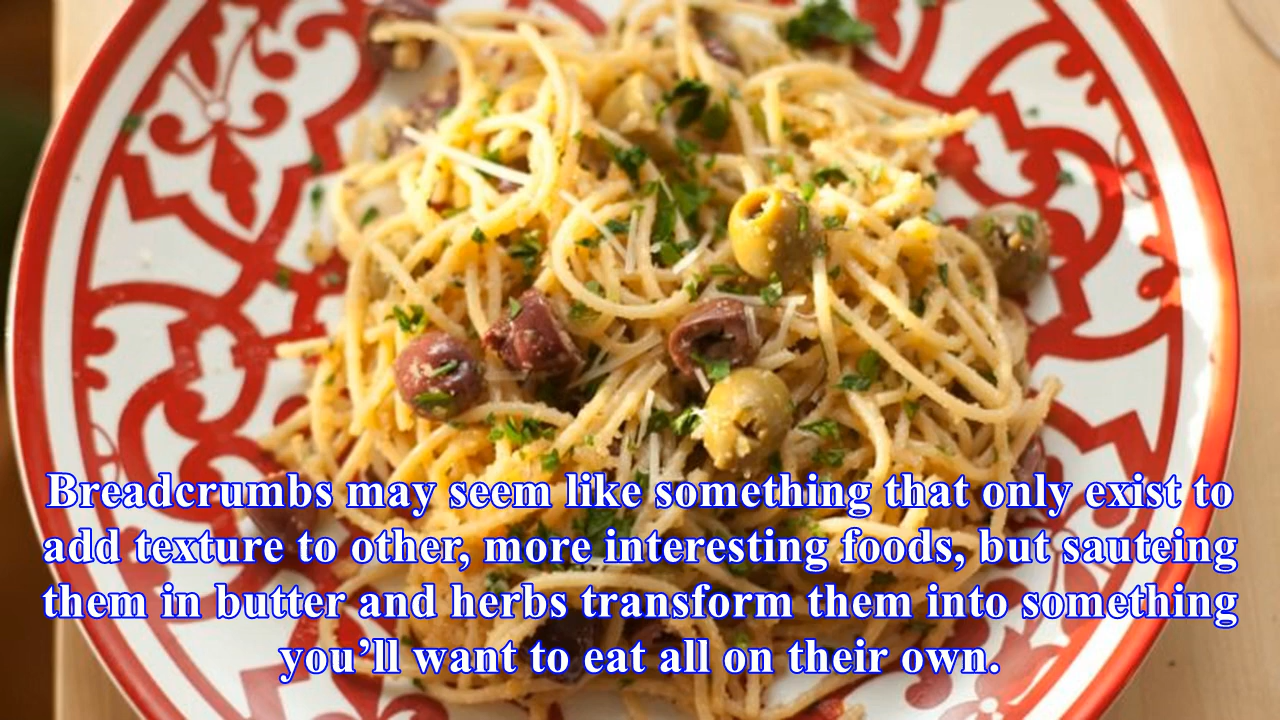 Breadcrumbs may seem like something that only exist to
add texture to other, more interesting foods, but sauteing
them in butter and herbs transform them into something
you’ll want to eat all on their own.